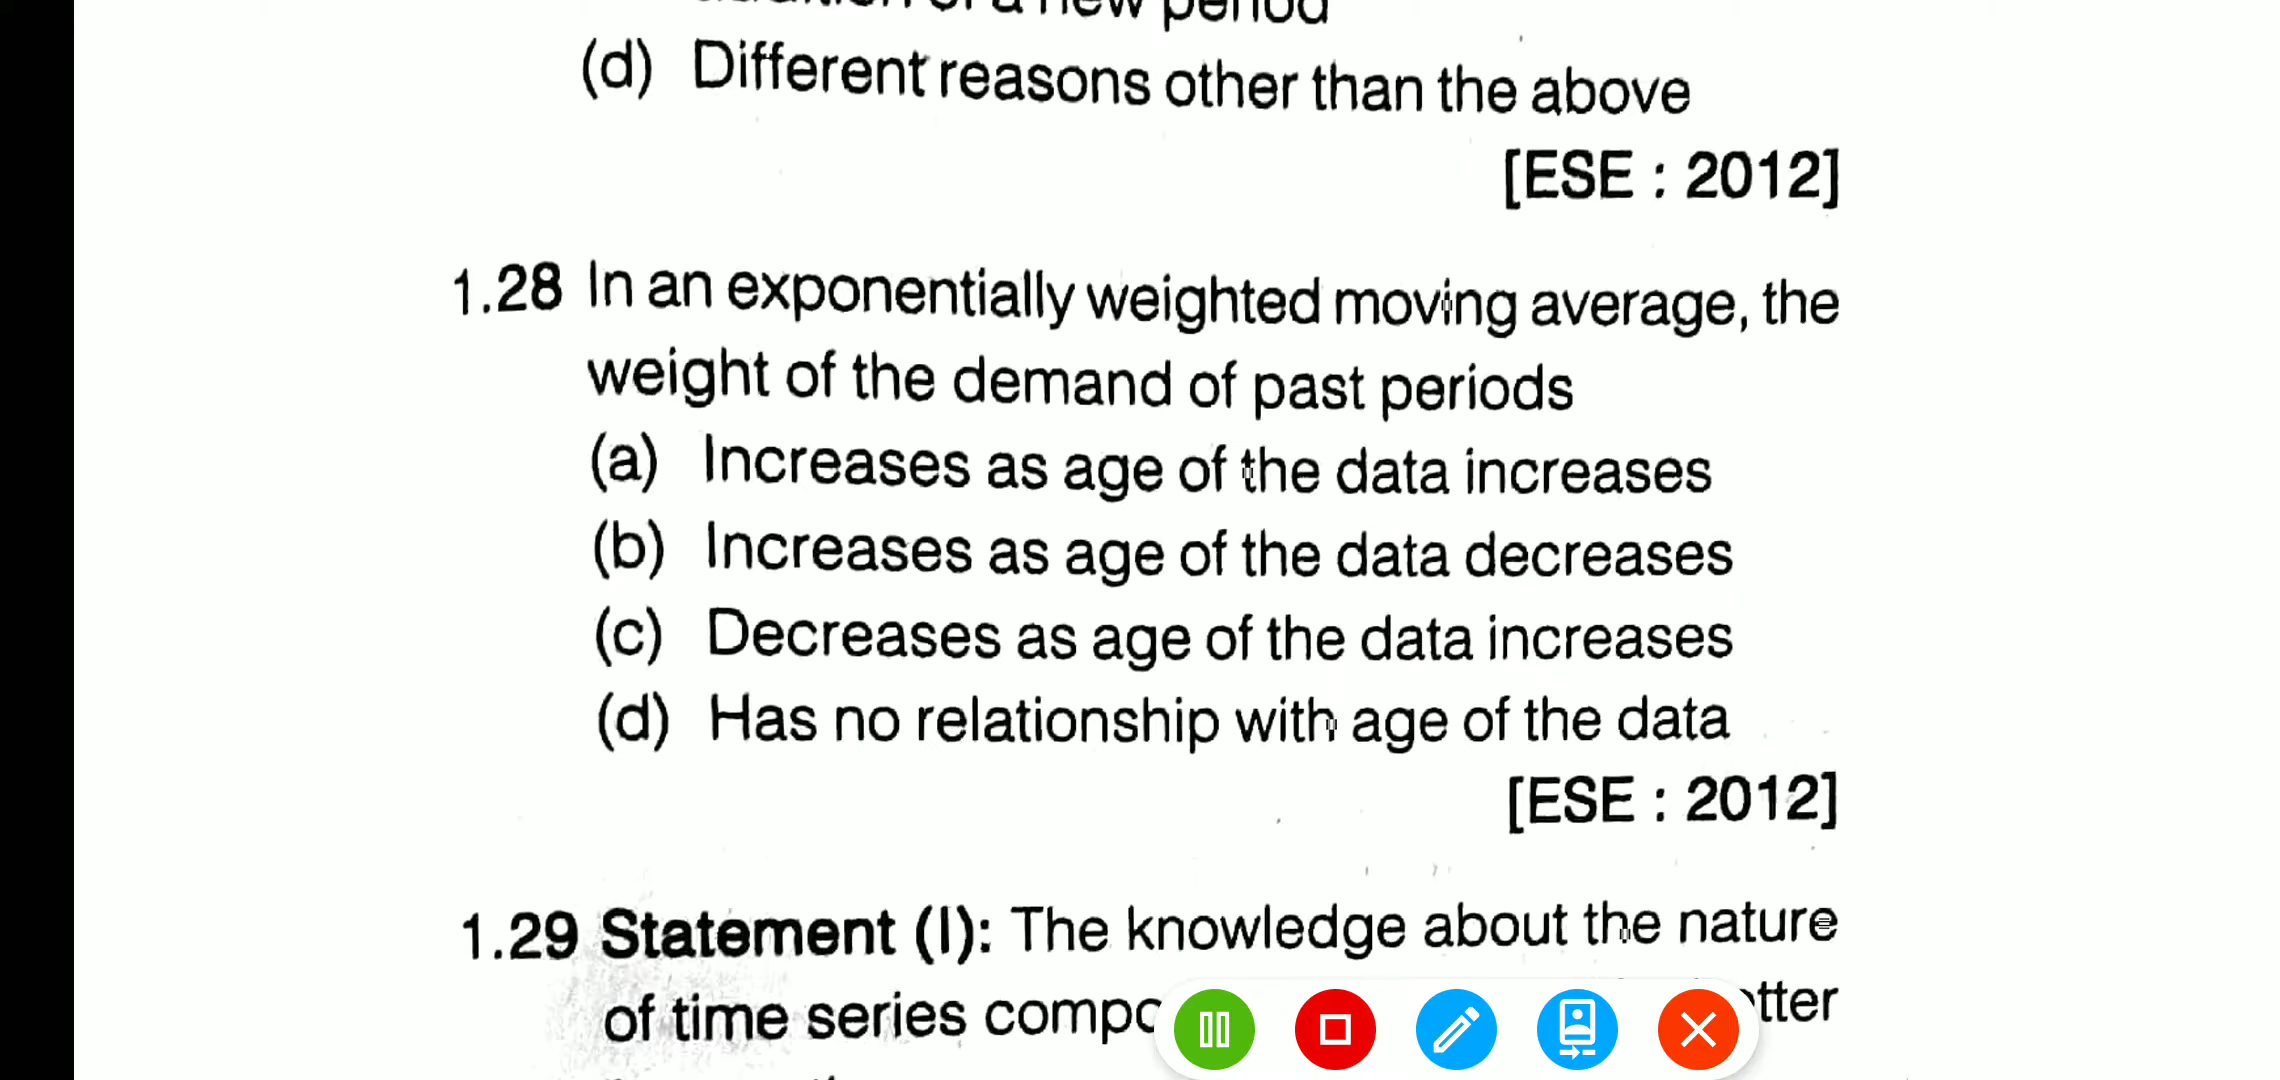 of a new period
(d) Different reasons other than the above
[ESE : 2012]
1.28 In an exponentially weighted moving average, the
weight of the demand of past periods
(a) Increases as age of the data increases
(b) Increases as age of the data decreases
(c) Decreases as age of the data increases
(d) Has no relationship with age of the data
[ESE : 2012]
1.29 Statement (I): The knowledge about the nature
of time series